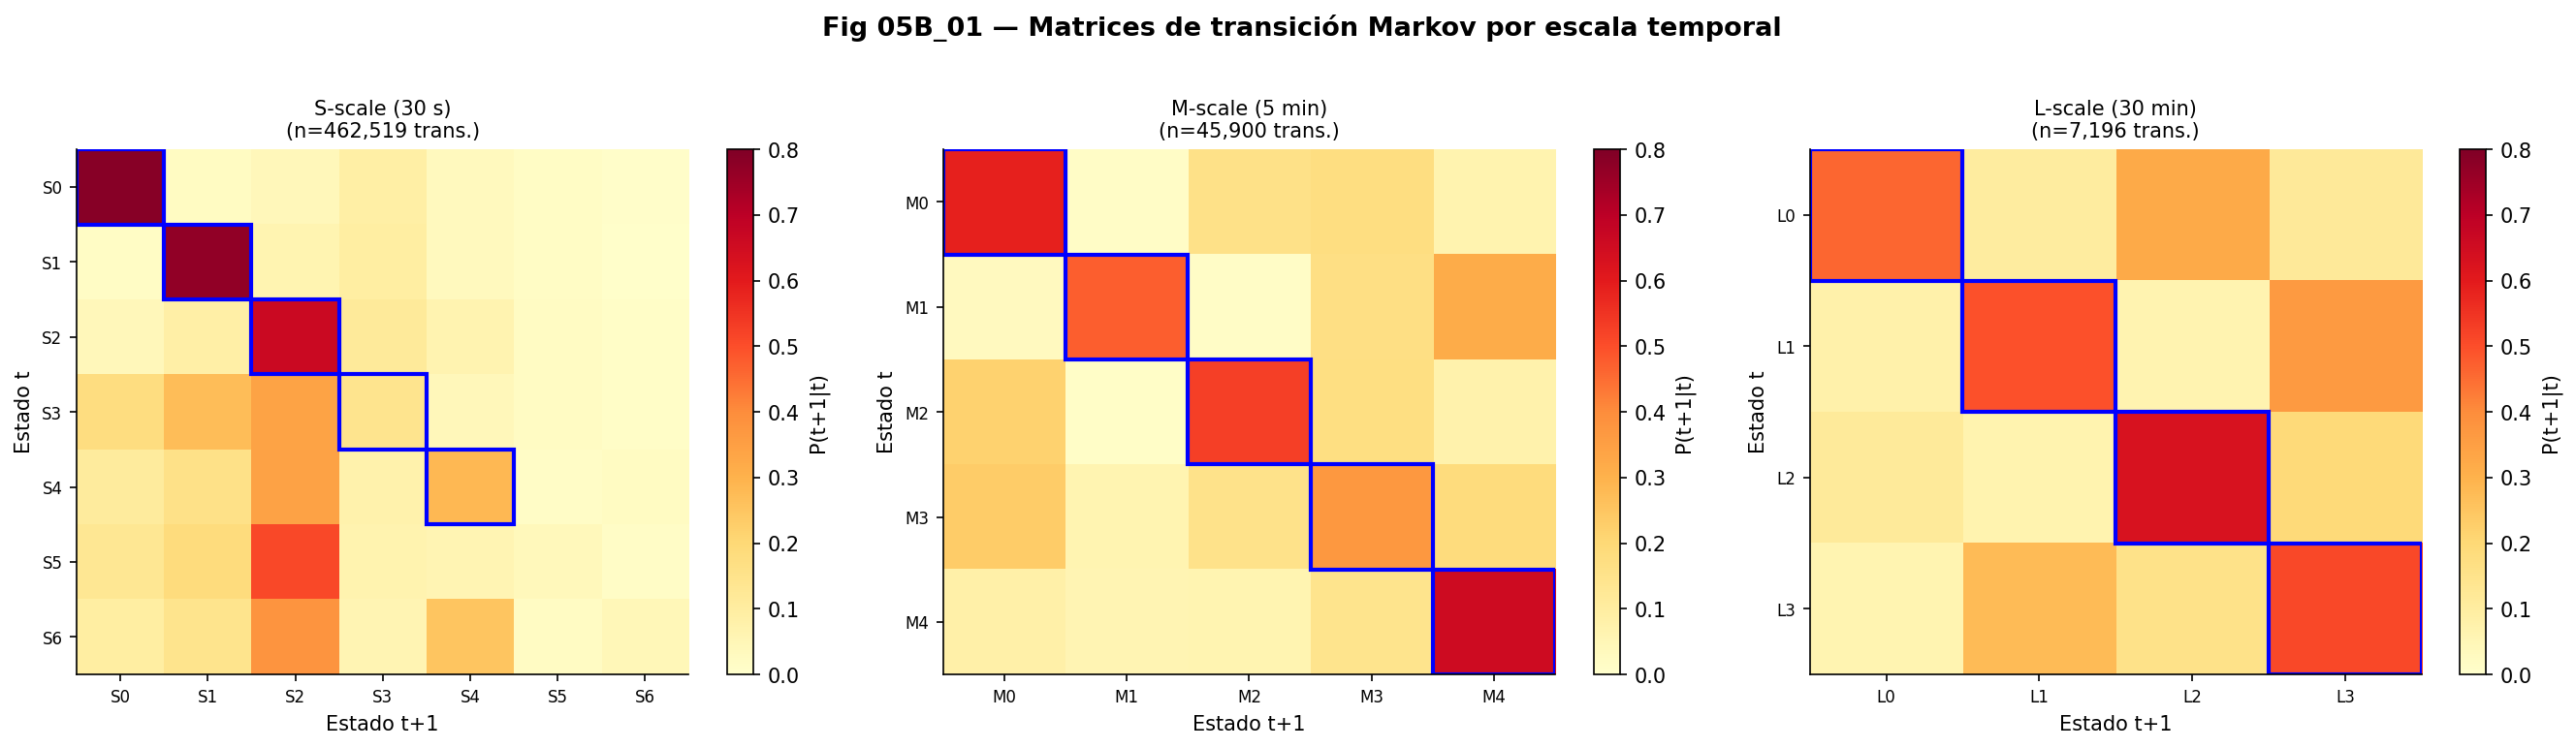 Fig 05B_01 — Matrices de transición Markov por escala temporal
S-scale (30 s)
(n=462,519 trans.)
Estado t
S0
S1
S2
S3
S4
S5
S6
S0 S1 S2 S3 S4 S5 S6
Estado t+1
0.8
0.7
0.6
0.5
0.4
0.3
0.2
0.1
0.0
P(t+1|t)
M-scale (5 min)
(n=45,900 trans.)
Estado t
M0
M1
M2
M3
M4
M0 M1 M2 M3 M4
Estado t+1
0.8
0.7
0.6
0.5
0.4
0.3
0.2
0.1
0.0
P(t+1|t)
L-scale (30 min)
(n=7,196 trans.)
Estado t
L0
L1
L2
L3
L0 L1 L2 L3
Estado t+1
0.8
0.7
0.6
0.5
0.4
0.3
0.2
0.1
0.0
P(t+1|t)